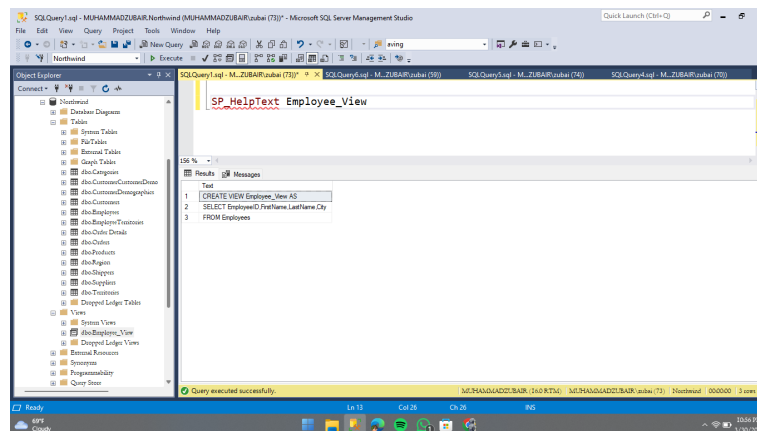 SQLQuery1.sql - MUHAMMADZUBAIR.Northwind (MUHAMMADZUBAIR\zubai (73))* - Microsoft SQL Server Management Studio
Quick Launch (Ctrl+Q)
File Edit View Query Project Tools Window Help
New Query
aving
Northwind
Execute
Object Explorer
SQLQuery1.sql - M...ZUBAIR\zubai (73))*
SQLQuery6.sql - M...ZUBAIR\zubai (59))
SQLQuery5.sql - M...ZUBAIR\zubai (74))
SQLQuery4.sql - M...ZUBAIR\zubai (70))
Connect
Northwind
Database Diagrams
Tables
System Tables
FileTables
External Tables
Graph Tables
dbo.Categories
dbo.CustomerCustomerDemo
dbo.CustomerDemographics
dbo.Customers
dbo.Employees
dbo.EmployeeTerritories
dbo.Order Details
dbo.Orders
dbo.Products
dbo.Region
dbo.Shippers
dbo.Suppliers
dbo.Territories
Dropped Ledger Tables
Views
System Views
dbo.Employee_View
Dropped Ledger Views
External Resources
Synonyms
Programmability
Query Store
SP_HelpText Employee_View
156 %
Results Messages
Text
1 CREATE VIEW Employee_View AS
2 SELECT EmployeeID,FirstName,LastName,City
3 FROM Employees
Query executed successfully.
MUHAMMADZUBAIR (16.0 RTM)
MUHAMMADZUBAIR\zubai (73)
Northwind
00:00:00
3 rows
Ready
Ln 13
Col 26
Ch 26
INS
69°F
Cloudy
10:56 P